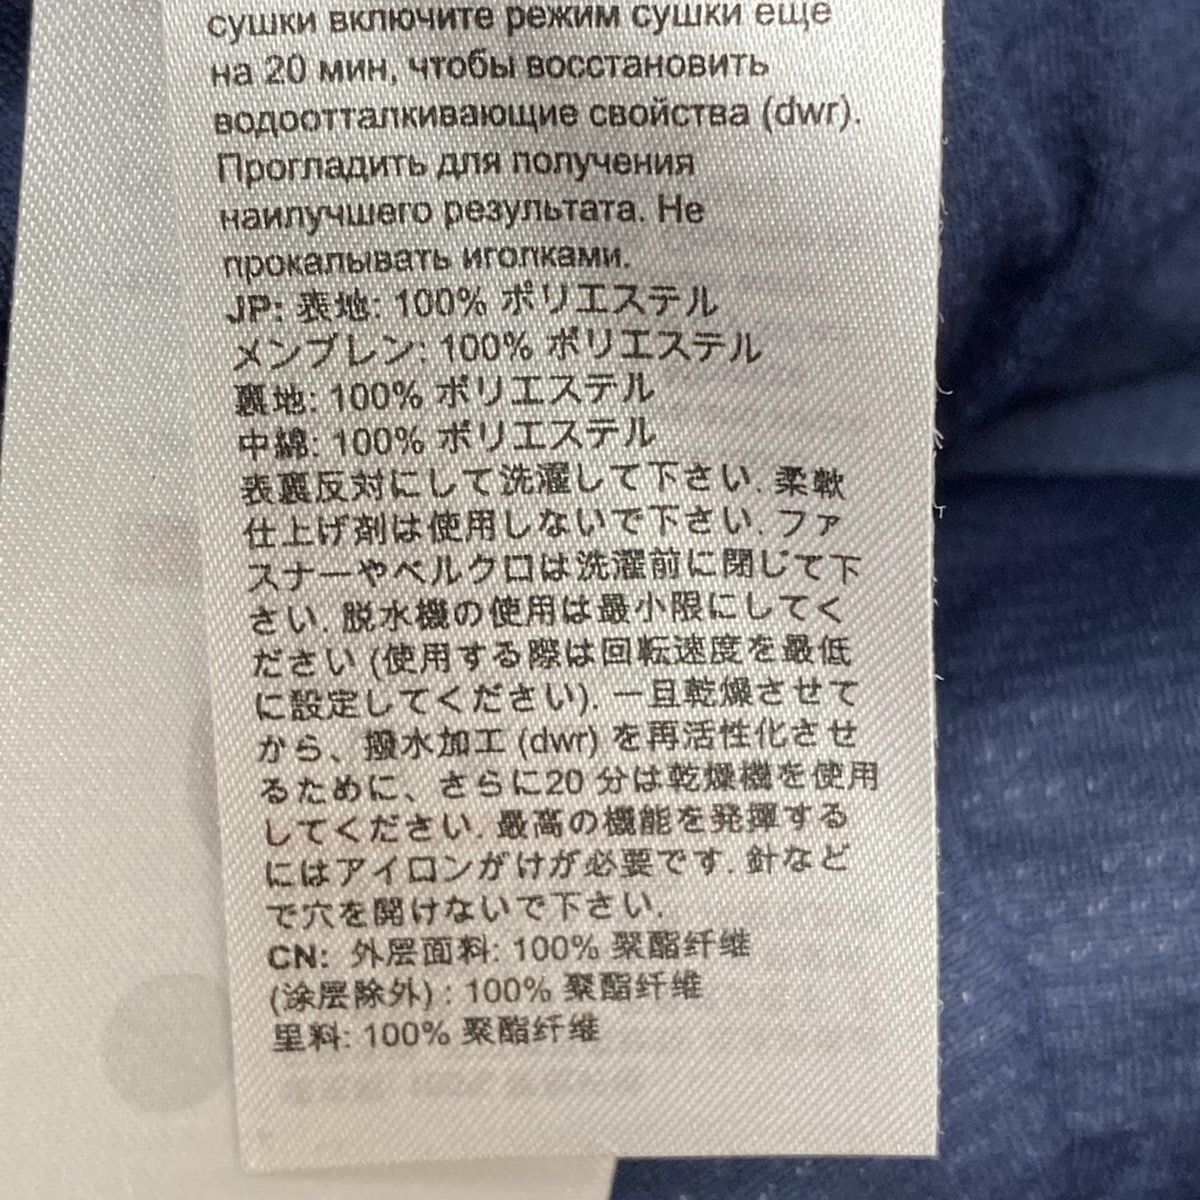 сушки включите режим сушки еще
на 20 мин, чтобы восстановить
водоотталкивающие свойства (dwr).
Прогладить для получения
наилучшего результата. Не
прокалывать иголками.
JP: 表地: 100% ポリエステル
メンブレン: 100% ポリエステル
裏地: 100% ポリエステル
中綿: 100% ポリエステル
表裏反対にして洗濯して下さい. 柔軟
仕上げ剤は使用しないで下さい. ファ
スナーやベルクロは洗濯前に閉じて下
さい. 脱水機の使用は最小限にしてく
ださい (使用する際は回転速度を最低
に設定してください). 一旦乾燥させて
から、撥水加工 (dwr) を再活性化させ
るために、さらに20 分は乾燥機を使用
してください. 最高の機能を発揮する
にはアイロンがけが必要です. 針など
で穴を開けないで下さい.
CN: 外层面料: 100% 聚酯纤维
(涂层除外) : 100% 聚酯纤维
里料: 100% 聚酯纤维